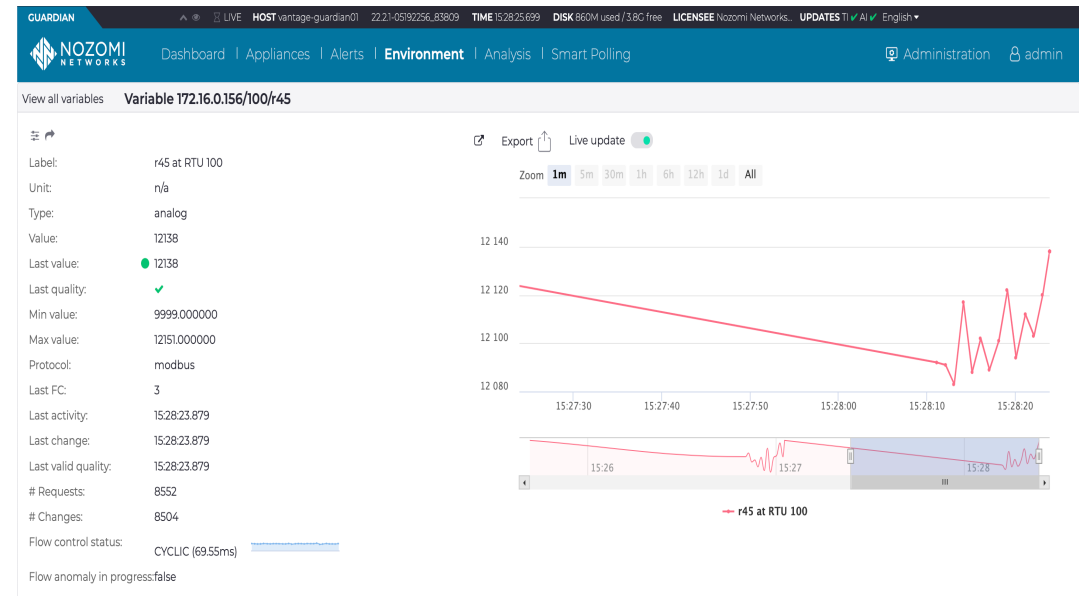 GUARDIAN LIVE HOST vantage-guardian01 22.2.1-05192256_83809 TIME 15:28:25.699 DISK 860M used / 3.8G free LICENSEE Nozomi Networks... UPDATES TI ✔ AI ✔ English
NOZOMI
NETWORKS
Dashboard | Appliances | Alerts | Environment | Analysis | Smart Polling Administration admin
View all variables Variable 172.16.0.156/100/r45
Label: r45 at RTU 100
Unit: n/a
Type: analog
Value: 12138
Last value: 12138
Last quality: ✔
Min value: 9999.000000
Max value: 12151.000000
Protocol: modbus
Last FC: 3
Last activity: 15:28:23.879
Last change: 15:28:23.879
Last valid quality: 15:28:23.879
# Requests: 8552
# Changes: 8504
Flow control status: CYCLIC (69.55ms)
Flow anomaly in progress: false
Export Live update
Zoom 1m 5m 30m 1h 6h 12h 1d All
12 140
12 120
12 100
12 080
15:27:30 15:27:40 15:27:50 15:28:00 15:28:10 15:28:20
15:26 15:27 15:28
r45 at RTU 100